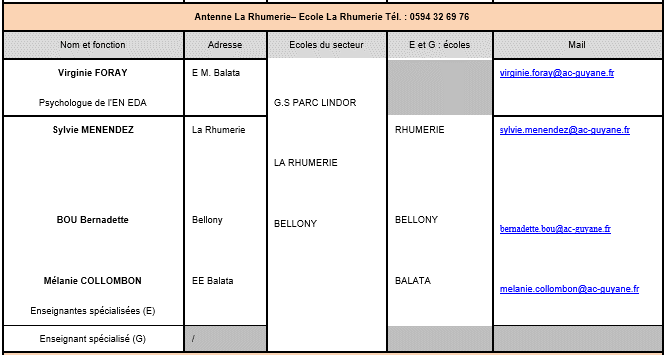 Antenne La Rhumerie– Ecole La Rhumerie Tél. : 0594 32 69 76
Nom et fonction Adresse Ecoles du secteur E et G : écoles Mail
Virginie FORAY E M. Balata virginie.foray@ac-guyane.fr
Psychologue de l'EN EDA G.S PARC LINDOR
Sylvie MENENDEZ La Rhumerie RHUMERIE sylvie.menendez@ac-guyane.fr
LA RHUMERIE
BOU Bernadette Bellony BELLONY BELLONY bernadette.bou@ac-guyane.fr
Mélanie COLLOMBON EE Balata BALATA melanie.collombon@ac-guyane.fr
Enseignantes spécialisées (E)
Enseignant spécialisé (G) /